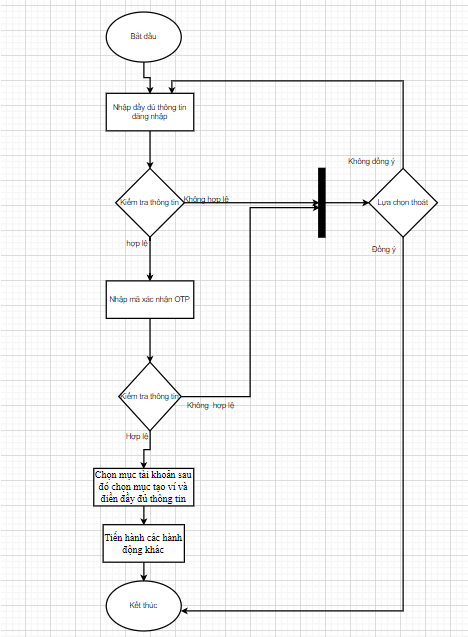 Bắt đầu
Nhập đầy đủ thông tin
đăng nhập
Không đồng ý
Kiểm tra thông tin
Không hợp lệ
Lựa chọn thoát
hợp lệ
Đồng ý
Nhập mã xác nhận OTP
Kiểm tra thông tin
Không hợp lệ
Hợp lệ
Chọn mục tài khoản sau
đó chọn mục tạo ví và
điền đầy đủ thông tin
Tiến hành các hành
động khác
Kết thúc